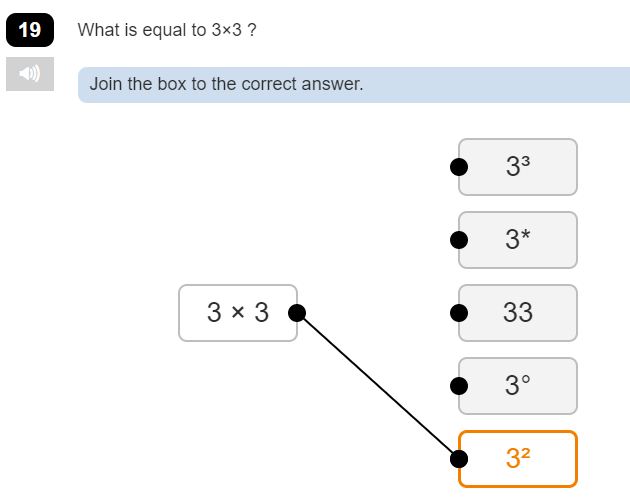 19 What is equal to 3×3 ?
Join the box to the correct answer.
3³
3*
3 × 3
33
3°
3²